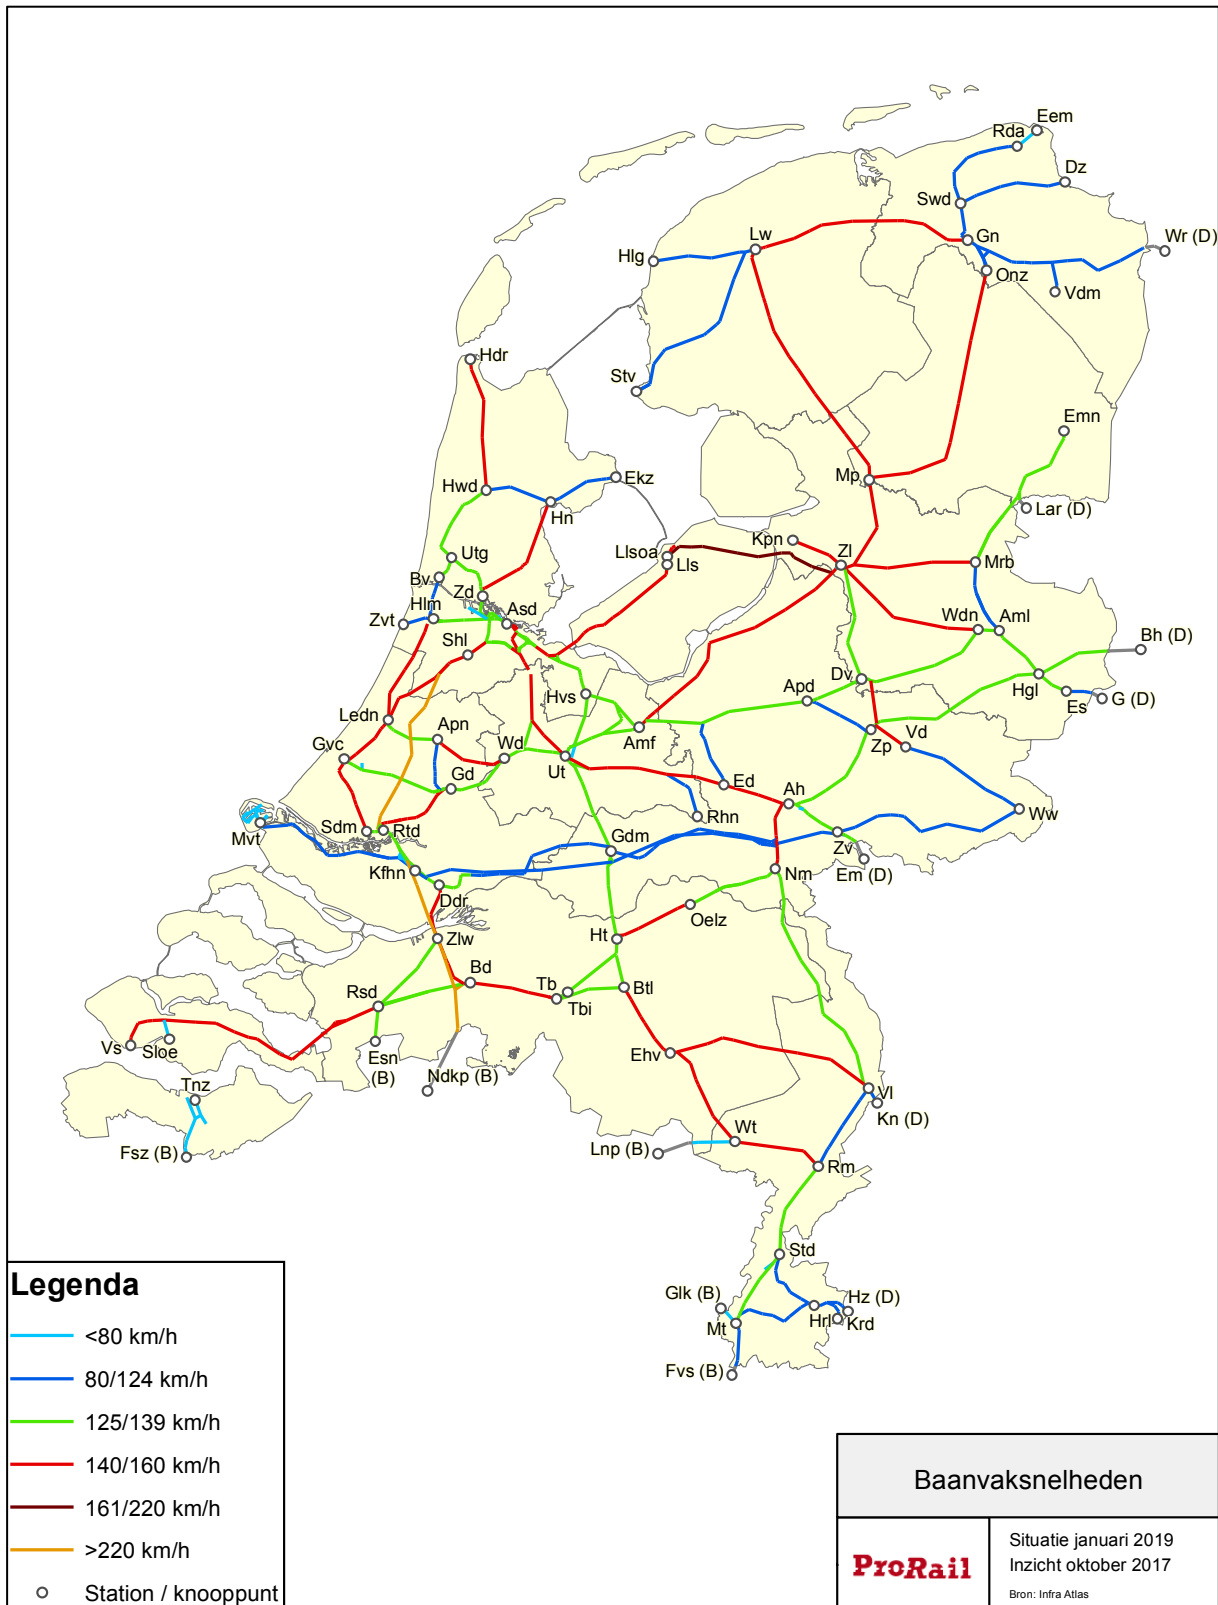 Eem
Rda
Dz
Swd
Lw
Gn
Wr (D)
Hlg
Onz
Vdm
Hdr
Stv
Emn
Mp
Ekz
Hwd
Hn
Lar (D)
Kpn
Llsoa
Zl
Utg
Lls
Mrb
Bv
Zd
Hlm
Asd
Wdn
Aml
Zvt
Shl
Bh (D)
Dv
Hgl
Apd
Hvs
Es
G (D)
Ledn
Apn
Amf
Zp
Vd
Gvc
Wd
Ut
Gd
Ed
Ah
Rhn
Ww
Sdm
Rtd
Mvt
Gdm
Zv
Kfhn
Em (D)
Nm
Ddr
Oelz
Zlw
Ht
Bd
Tb
Btl
Rsd
Tbi
Vs
Sloe
Esn
(B)
Ehv
Ndkp (B)
Tnz
Vl
Kn (D)
Wt
Lnp (B)
Fsz (B)
Rm
Std
Glk (B)
Hz (D)
Mt
Hrl
Krd
Fvs (B)
Legenda
<80 km/h
80/124 km/h
125/139 km/h
140/160 km/h
161/220 km/h
>220 km/h
Station / knooppunt
Baanvaksnelheden
ProRail
Situatie januari 2019
Inzicht oktober 2017
Bron: Infra Atlas